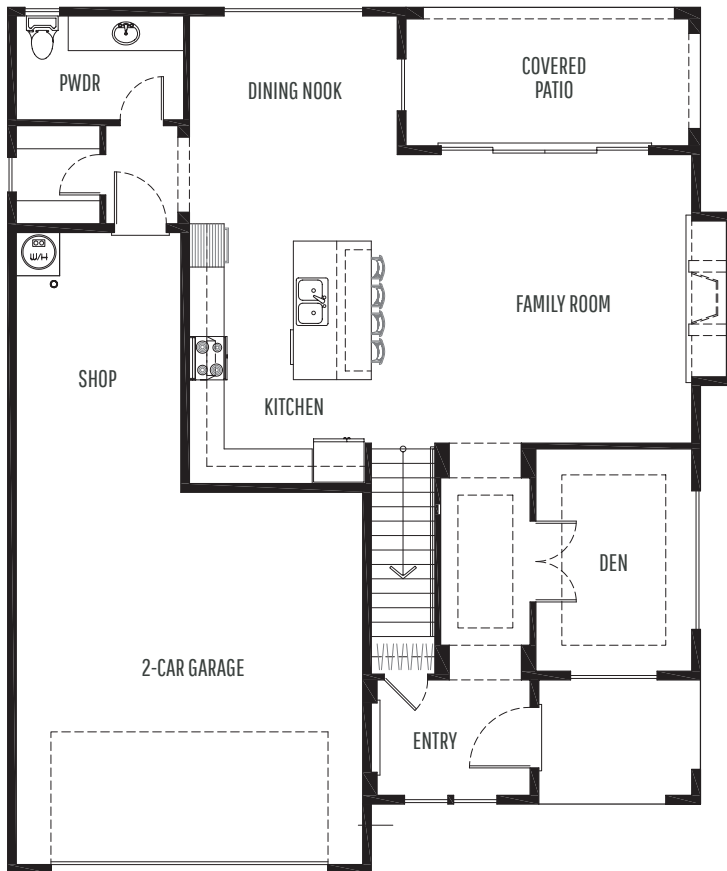 PWDR
DINING NOOK
COVERED
PATIO
W/H
FAMILY ROOM
SHOP
KITCHEN
DEN
2-CAR GARAGE
ENTRY